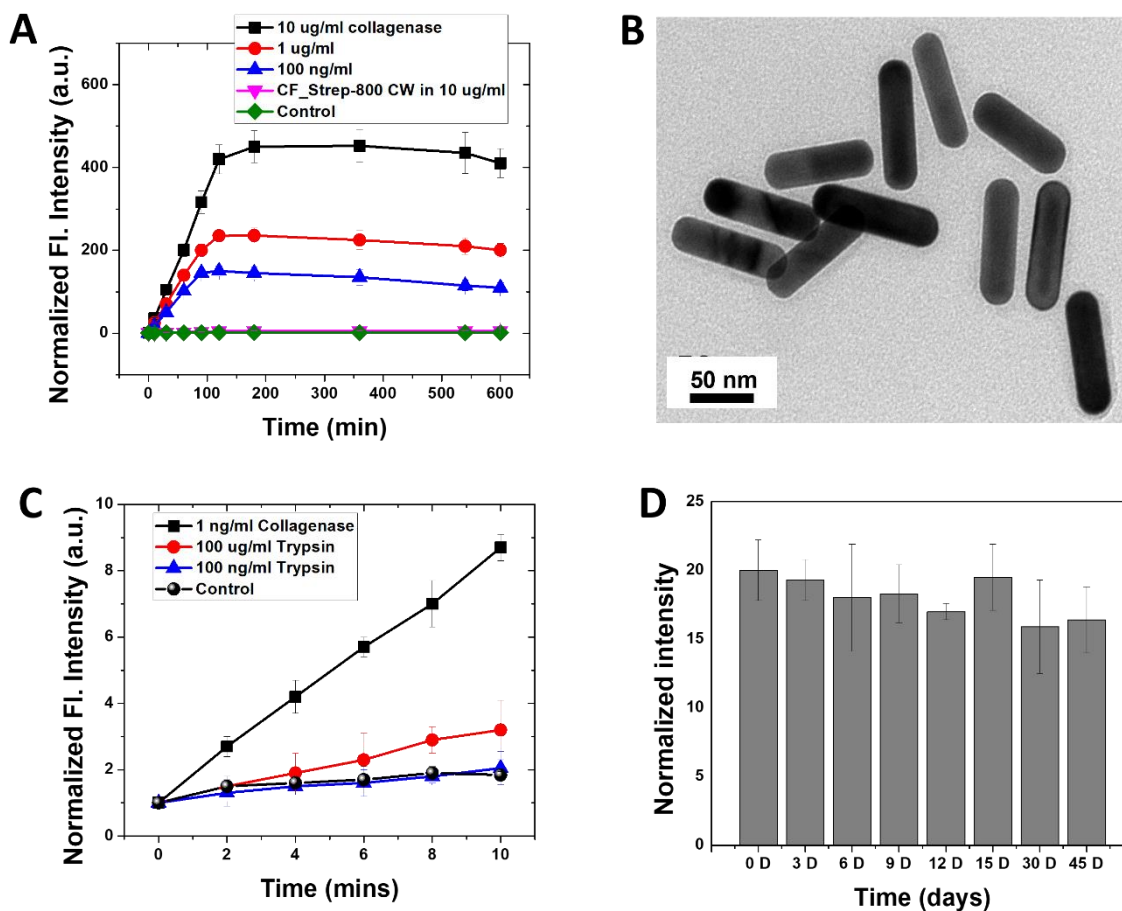 A
Normalized Fl. Intensity (a.u.)
600
400
200
0
10 ug/ml collagenase
1 ug/ml
100 ng/ml
CF_Strep-800 CW in 10 ug/ml
Control
0 100 200 300 400 500 600
Time (min)
B
50 nm
C
Normalized Fl. Intensity (a.u.)
10
8
6
4
2
0
1 ng/ml Collagenase
100 ug/ml Trypsin
100 ng/ml Trypsin
Control
0 2 4 6 8 10
Time (mins)
D
Normalized intensity
25
20
15
10
5
0
0 D 3 D 6 D 9 D 12 D 15 D 30 D 45 D
Time (days)